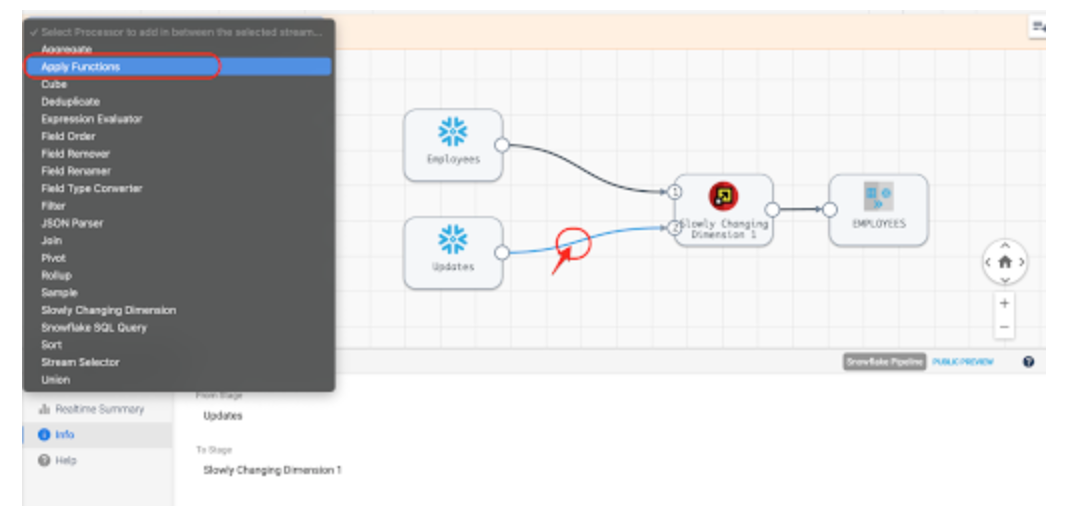 ✓ Select Processor to add in between the selected stream...
Aggregate
Apply Functions
Cube
Deduplicate
Expression Evaluator
Field Order
Field Remover
Field Renamer
Field Type Converter
Filter
JSON Parser
Join
Pivot
Rollup
Sample
Slowly Changing Dimension
Snowflake SQL Query
Sort
Stream Selector
Union
Employees
Updates
1
2
Slowly Changing
Dimension 1
EMPLOYEES
Snowflake Pipeline PUBLIC PREVIEW
Realtime Summary
Info
Help
From Stage
Updates
To Stage
Slowly Changing Dimension 1